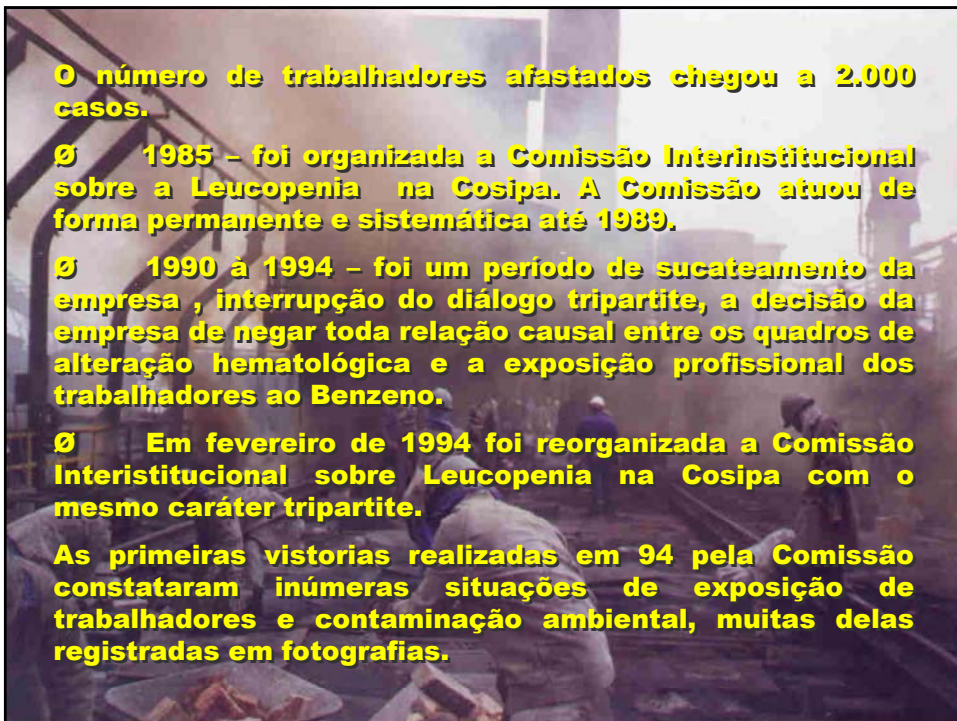 O número de trabalhadores afastados chegou a 2.000
casos.
Ø 1985 – foi organizada a Comissão Interinstitucional
sobre a Leucopenia na Cosipa. A Comissão atuou de
forma permanente e sistemática até 1989.
Ø 1990 à 1994 – foi um período de sucateamento da
empresa , interrupção do diálogo tripartite, a decisão da
empresa de negar toda relação causal entre os quadros de
alteração hematológica e a exposição profissional dos
trabalhadores ao Benzeno.
Ø Em fevereiro de 1994 foi reorganizada a Comissão
Interistitucional sobre Leucopenia na Cosipa com o
mesmo caráter tripartite.
As primeiras vistorias realizadas em 94 pela Comissão
constataram inúmeras situações de exposição de
trabalhadores e contaminação ambiental, muitas delas
registradas em fotografias.